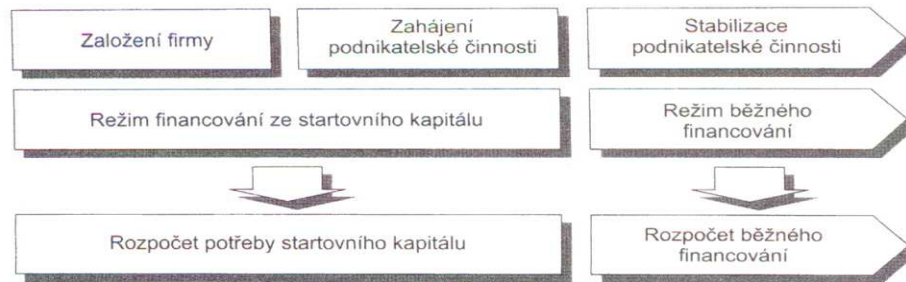 Založení firmy
Zahájení
podnikatelské činnosti
Stabilizace
podnikatelské činnosti
Režim financování ze startovního kapitálu
Režim běžného
financování
Rozpočet potřeby startovního kapitálu
Rozpočet běžného
financování